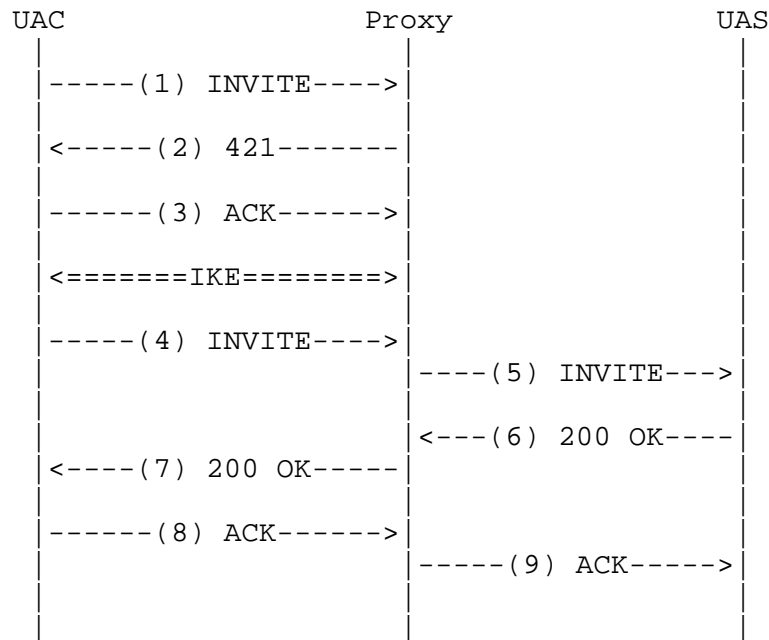 UAC Proxy UAS
-----(1) INVITE---->
<-----(2) 421-------
------(3) ACK------>
<=======IKE========>
-----(4) INVITE---->
----(5) INVITE--->
<---(6) 200 OK----
<----(7) 200 OK-----
------(8) ACK------>
-----(9) ACK----->